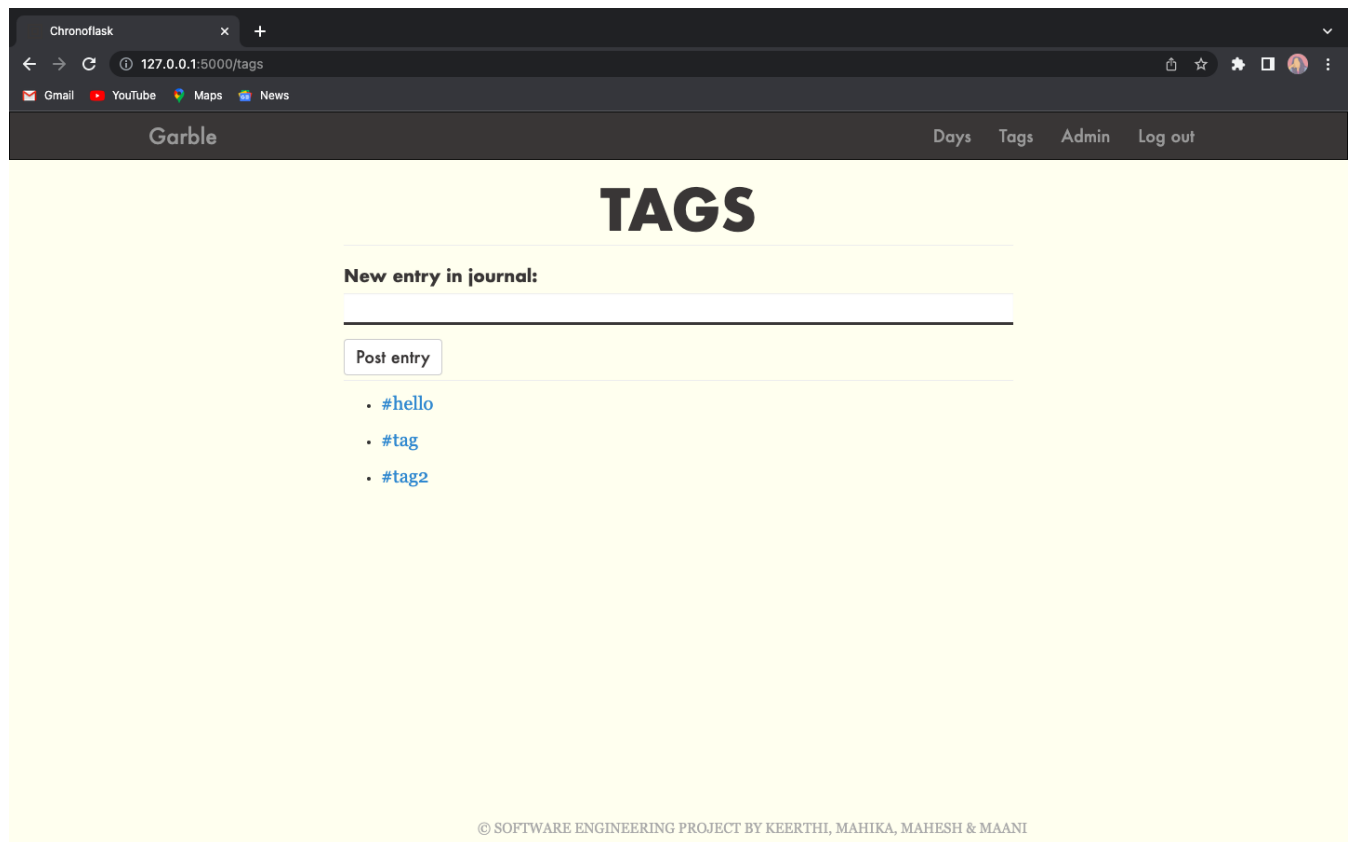 Chronoflask
127.0.0.1:5000/tags
Gmail YouTube Maps News
Garble Days Tags Admin Log out
TAGS
New entry in journal:
Post entry
#hello
#tag
#tag2
© SOFTWARE ENGINEERING PROJECT BY KEERTHI, MAHIKA, MAHESH & MAANI